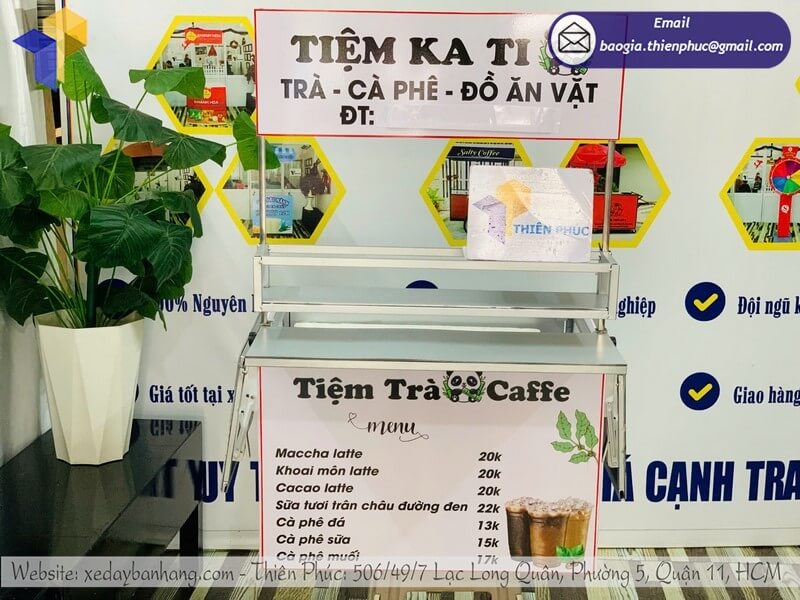 Email
baogia.thienphuc@gmail.com
TIỆM KA TI
TRÀ - CÀ PHÊ - ĐỒ ĂN VẶT
ĐT:
Salty Coffee
THIÊN PHÚC
Nguyên
nghiệp
Đội ngũ
Giá tốt tại
Giao hàng
CẠNH TRA
Tiệm Trà Caffe
menu
Maccha latte 20k
Khoai môn latte 20k
Cacao latte 20k
Sữa tươi trân châu đường đen 22k
Cà phê đá 13k
Cà phê sữa 15k
Cà phê muối 17k
Website: xedaybanhang.com - Thiên Phúc: 506/49/7 Lạc Long Quân, Phường 5, Quận 11, HCM